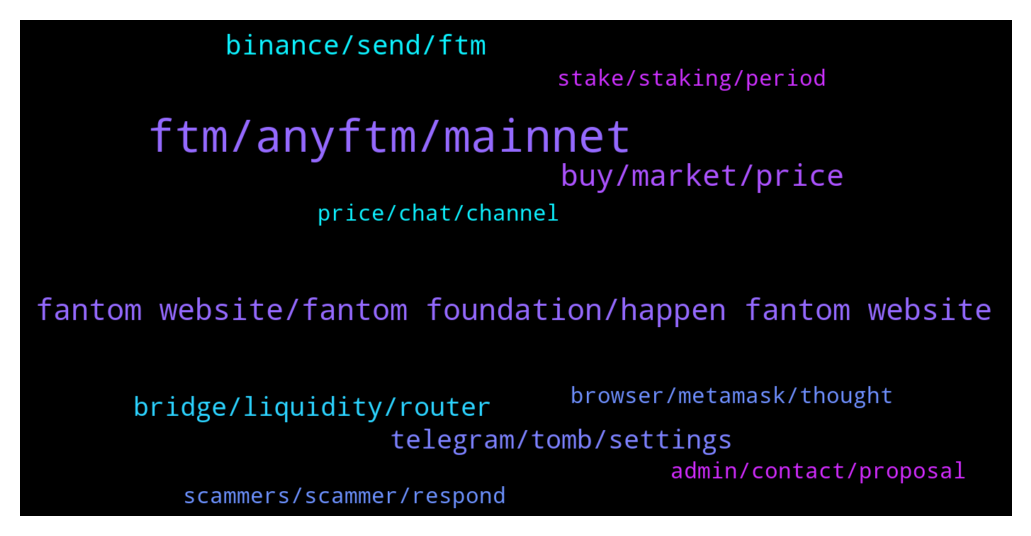 binance/send/ftm
stake/staking/period
ftm/anyftm/mainnet
buy/market/price
price/chat/channel
fantom website/fantom foundation/happen fantom website
browser/metamask/thought
bridge/liquidity/router
telegram/tomb/settings
admin/contact/proposal
scammers/scammer/respond